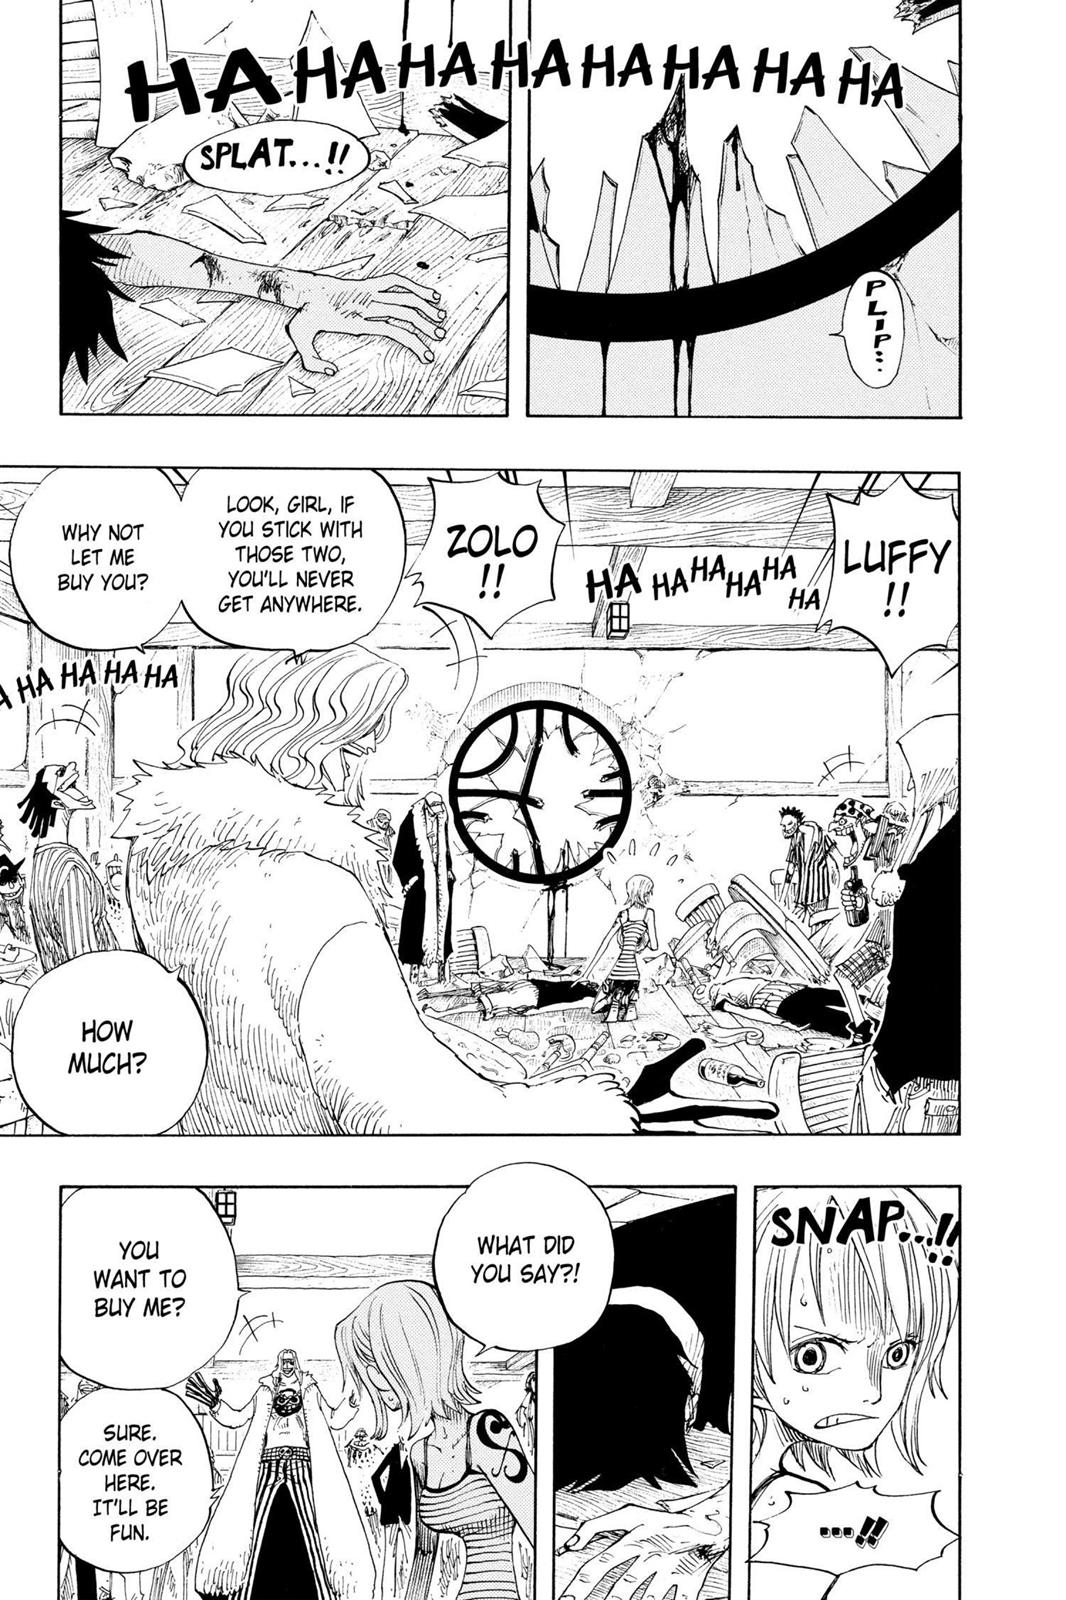 HA HA HA HA HA HA HA HA
PLIP...
SPLAT...!!
LUFFY
!!
ZOLO
!!
HA HA HA HA HA
HA
LOOK, GIRL, IF
YOU STICK WITH
THOSE TWO,
YOU'LL NEVER
GET ANYWHERE.
WHY NOT
LET ME
BUY YOU?
HA HA HA HA
HOW
MUCH?
SNAP...!!
...!!
WHAT DID
YOU SAY?!
YOU
WANT TO
BUY ME?
SURE.
COME OVER
HERE.
IT'LL BE
FUN.